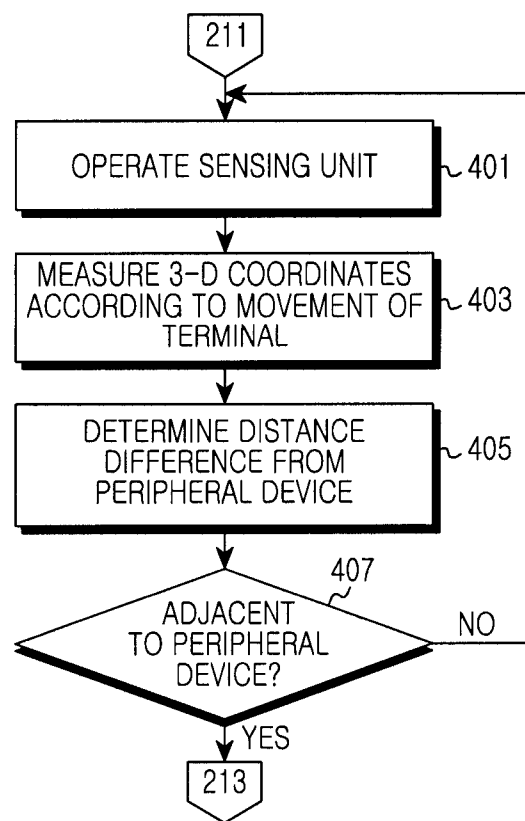 211
OPERATE SENSING UNIT
401
MEASURE 3-D COORDINATES
ACCORDING TO MOVEMENT OF
TERMINAL
403
DETERMINE DISTANCE
DIFFERENCE FROM
PERIPHERAL DEVICE
405
407
ADJACENT
TO PERIPHERAL
DEVICE?
NO
YES
213